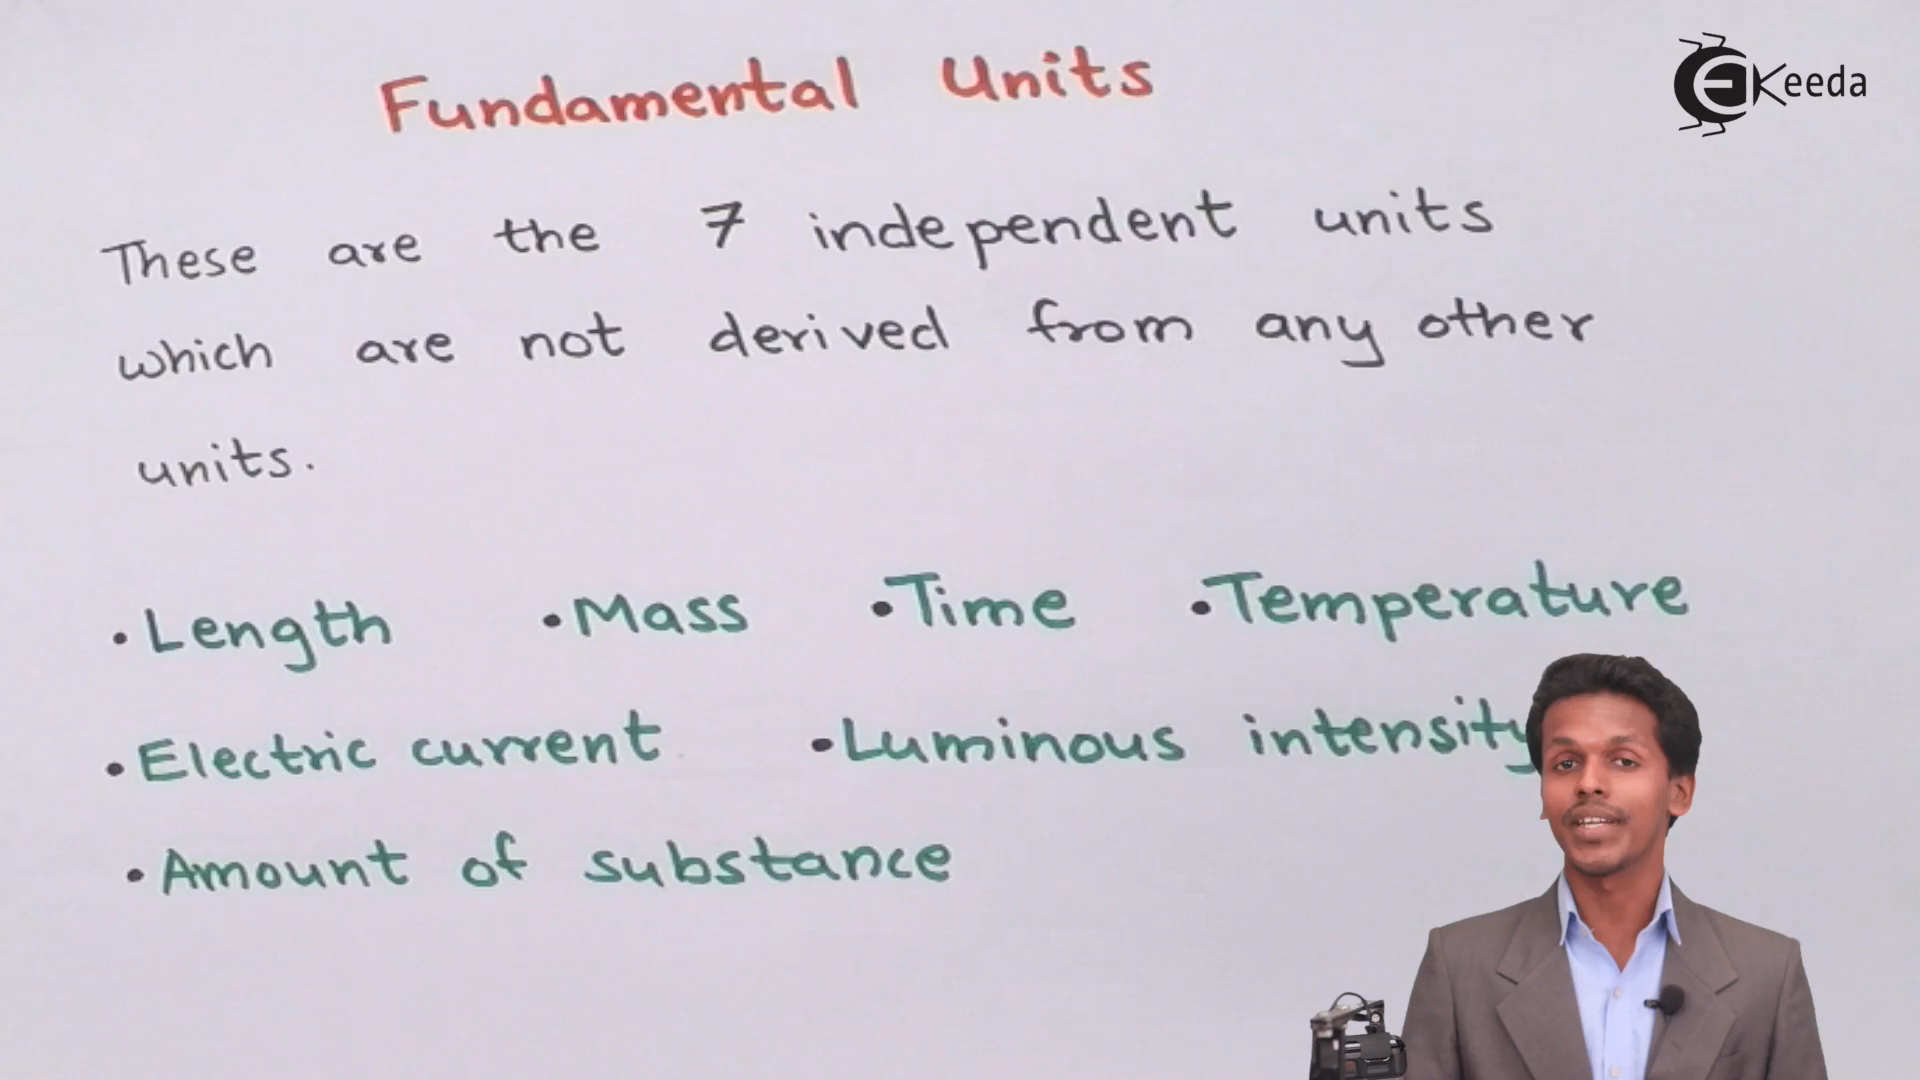 Fundamental Units
EKeeda
These are the 7 independent units
which are not derived from any other
units.
• Length • Mass • Time • Temperature
• Electric current • Luminous intensity
• Amount of substance